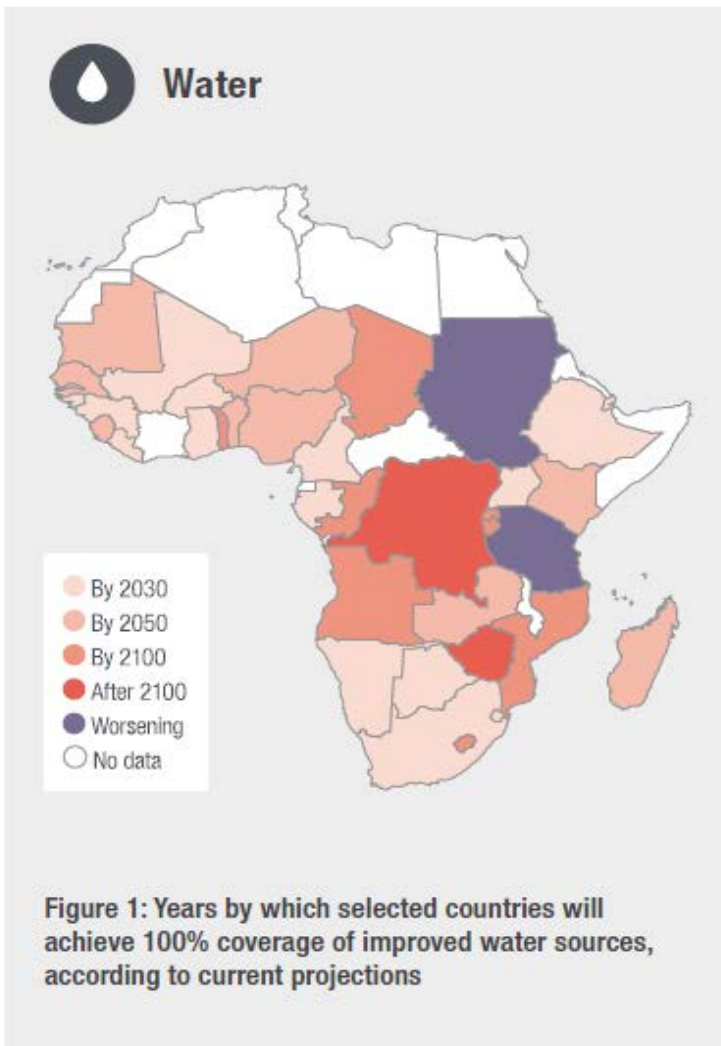 Water
By 2030
By 2050
By 2100
After 2100
Worsening
No data
Figure 1: Years by which selected countries will
achieve 100% coverage of improved water sources,
according to current projections